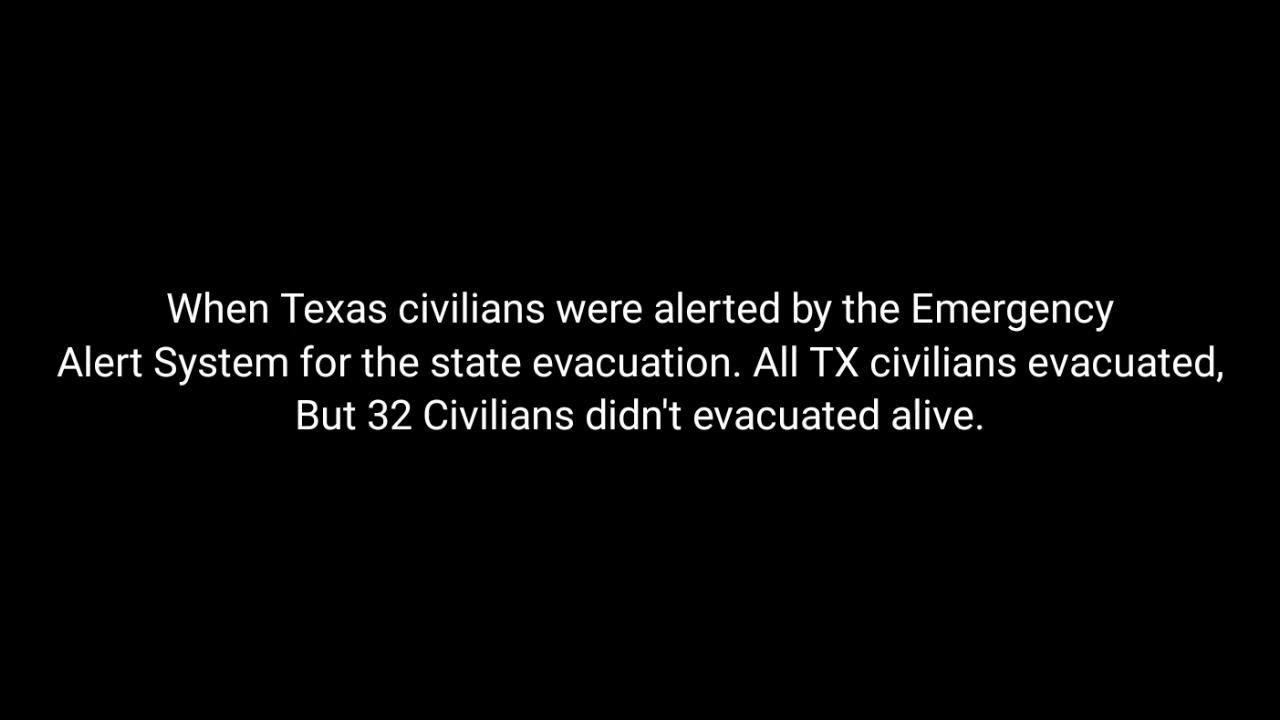 When Texas civilians were alerted by the Emergency
Alert System for the state evacuation. All TX civilians evacuated,
But 32 Civilians didn't evacuated alive.